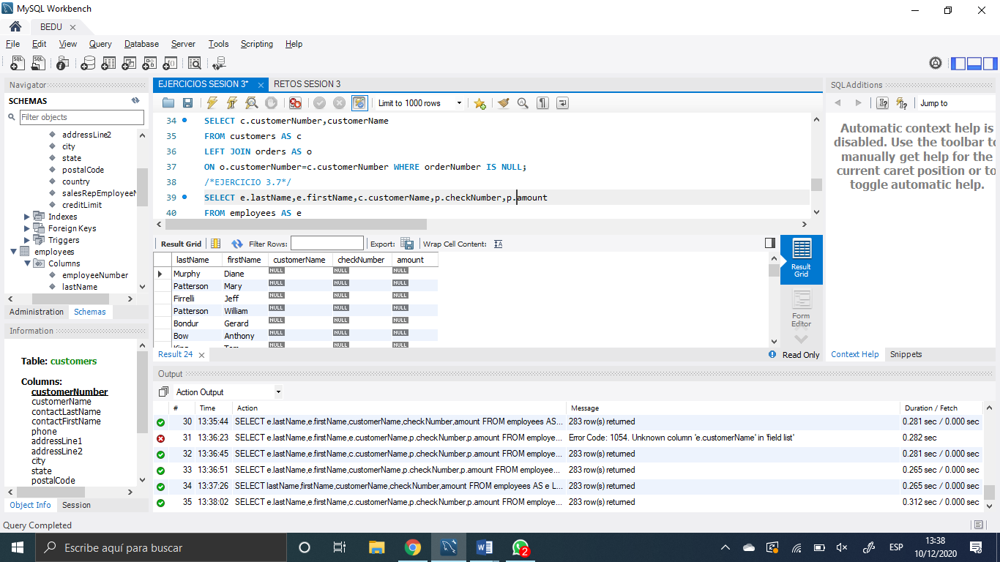 MySQL Workbench
BEDU
File Edit View Query Database Server Tools Scripting Help
Navigator
SCHEMAS
Filter objects
addressLine2
city
state
postalCode
country
salesRepEmployeeN
creditLimit
Indexes
Foreign Keys
Triggers
employees
Columns
employeeNumber
lastName
Administration Schemas
Information
Table: customers
Columns:
customerNumber
customerName
contactLastName
contactFirstName
phone
addressLine1
addressLine2
city
state
postalCode
Object Info Session
EJERCICIOS SESION 3* RETOS SESION 3
Limit to 1000 rows
34 SELECT c.customerNumber,customerName
35 FROM customers AS c
36 LEFT JOIN orders AS o
37 ON o.customerNumber=c.customerNumber WHERE orderNumber IS NULL;
38 /*EJERCICIO 3.7*/
39 SELECT e.lastName,e.firstName,c.customerName,p.checkNumber,p.amount
40 FROM employees AS e
Result Grid Filter Rows: Export: Wrap Cell Content:
lastName firstName customerName checkNumber amount
Murphy Diane NULL NULL NULL
Patterson Mary NULL NULL NULL
Firrelli Jeff NULL NULL NULL
Patterson William NULL NULL NULL
Bondur Gerard NULL NULL NULL
Bow Anthony NULL NULL NULL
NULL NULL NULL
Result Grid
Form Editor
Result 24
Read Only
SQLAdditions
Jump to
Automatic context help is
disabled. Use the toolbar to
manually get help for the
current caret position or to
toggle automatic help.
Context Help Snippets
Output
Action Output
# Time Action Message Duration / Fetch
30 13:35:44 SELECT e.lastName,e.firstName,customerName,checkNumber,amount FROM employees AS... 283 row(s) returned 0.281 sec / 0.000 sec
31 13:36:23 SELECT e.lastName,e.firstName,e.customerName,p.checkNumber,p.amount FROM employe... Error Code: 1054. Unknown column 'e.customerName' in 'field list' 0.282 sec
32 13:36:45 SELECT e.lastName,e.firstName,c.customerName,p.checkNumber,p.amount FROM employe... 283 row(s) returned 0.281 sec / 0.000 sec
33 13:36:51 SELECT e.lastName,e.firstName,customerName,p.checkNumber,p.amount FROM employee... 283 row(s) returned 0.265 sec / 0.000 sec
34 13:37:26 SELECT lastName,firstName,customerName,checkNumber,amount FROM employees AS e L... 283 row(s) returned 0.265 sec / 0.000 sec
35 13:38:02 SELECT e.lastName,e.firstName,c.customerName,p.checkNumber,p.amount FROM employe... 283 row(s) returned 0.312 sec / 0.000 sec
Query Completed
Escribe aquí para buscar
2
ESP
13:38
10/12/2020